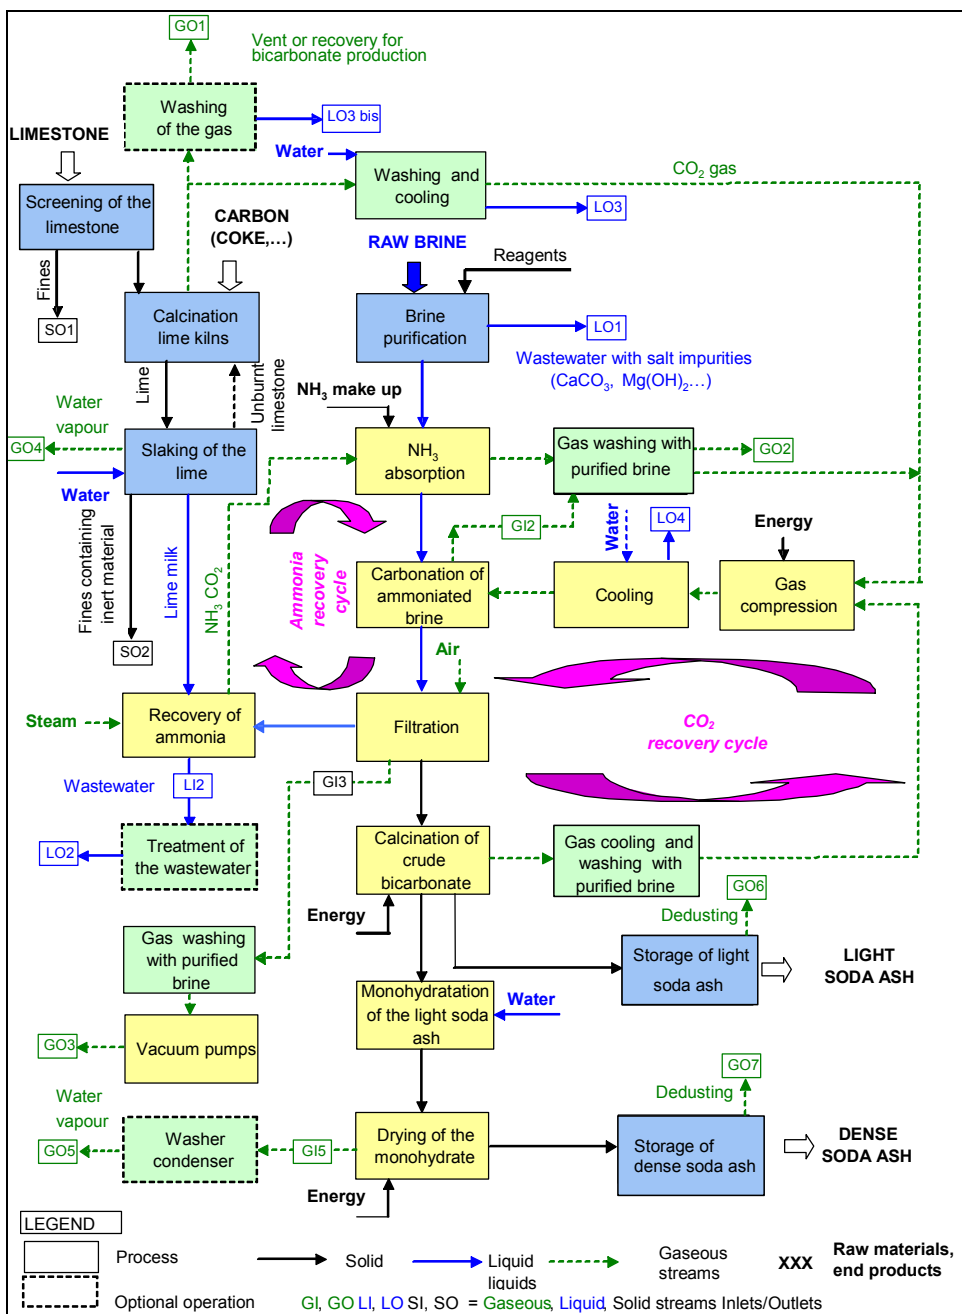 GO1
Vent or recovery for
bicarbonate production
Washing
of the gas
LO3 bis
LIMESTONE
Water
Washing and
cooling
CO2 gas
LO3
Screening of the
limestone
CARBON
(COKE,...)
RAW BRINE
Reagents
Fines
SO1
Calcination
lime kilns
Brine
purification
LO1
Wastewater with salt impurities
(CaCO3, Mg(OH)2...)
Lime
Unburnt
limestone
NH3 make up
Water
vapour
GO4
Slaking of the
lime
NH3
absorption
Gas washing with
purified brine
GO2
Water
Fines containing
inert material
Lime milk
NH3 CO2
Ammonia
recovery
cycle
GI2
Water
LO4
Energy
Carbonation of
ammoniated
brine
Cooling
Gas
compression
SO2
Air
Steam
Recovery of
ammonia
Filtration
CO2
recovery cycle
Wastewater
LI2
GI3
LO2
Treatment of
the wastewater
Calcination of
crude
bicarbonate
Gas cooling and
washing with
purified brine
GO6
Dedusting
Energy
Gas washing
with purified
brine
Storage of light
soda ash
LIGHT
SODA ASH
Monohydratation
of the light soda
ash
Water
GO3
Vacuum pumps
GO7
Dedusting
Water
vapour
GO5
Washer
condenser
GI5
Drying of the
monohydrate
Storage of
dense soda ash
DENSE
SODA ASH
Energy
LEGEND
Process
Solid
Liquid
liquids
Gaseous
streams
XXX
Raw materials,
end products
Optional operation
GI, GO LI, LO SI, SO = Gaseous, Liquid, Solid streams Inlets/Outlets